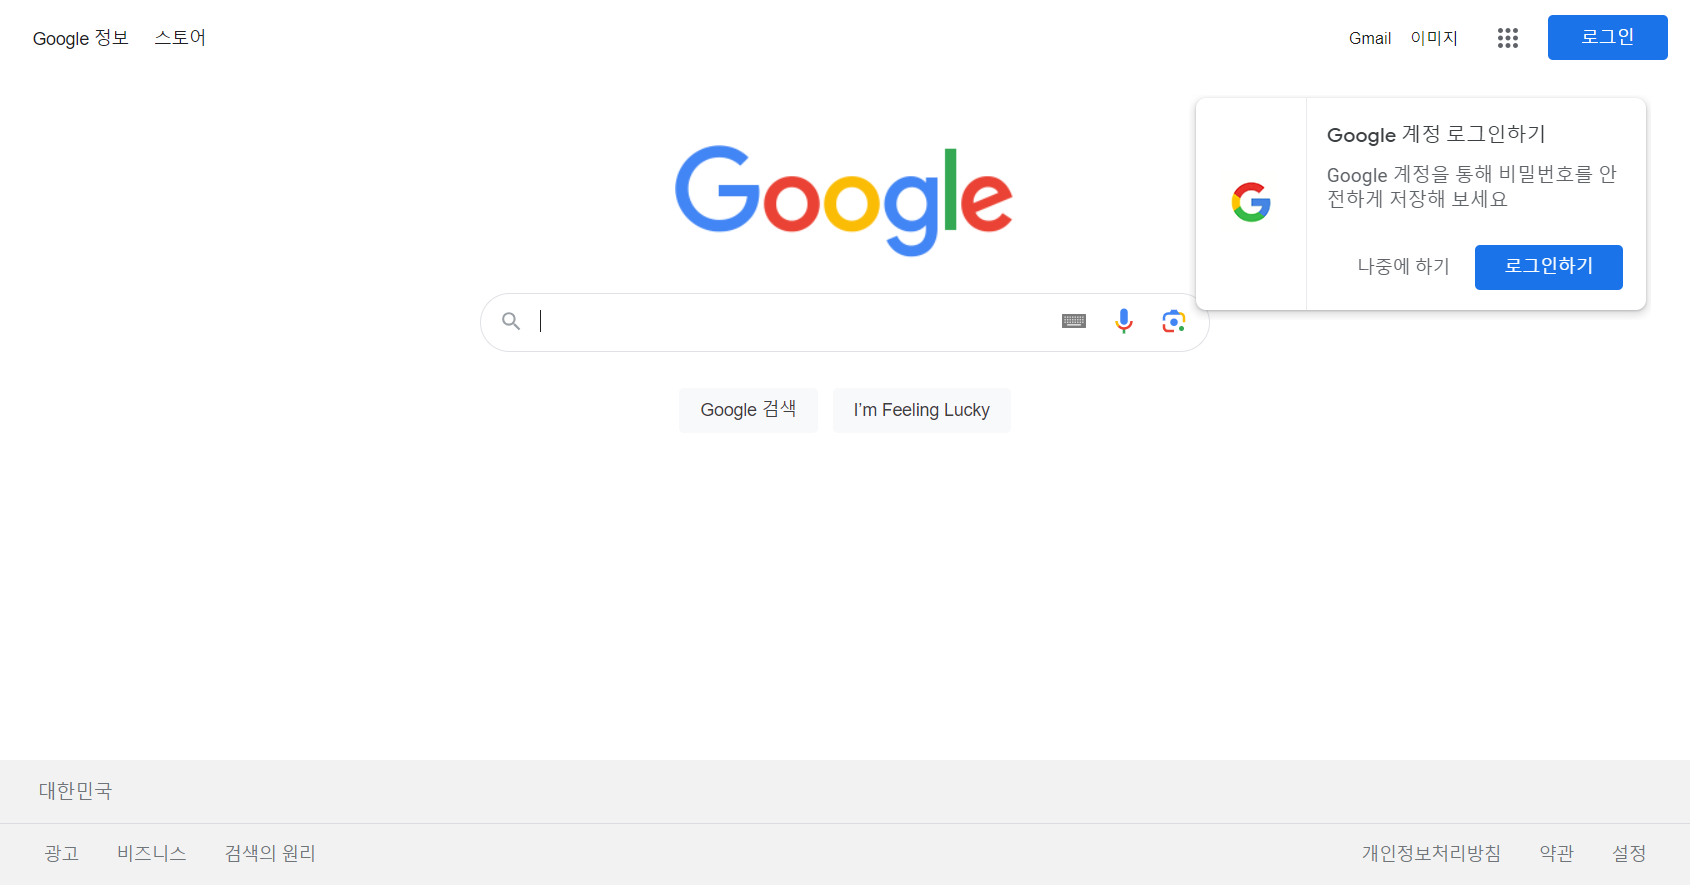 Google 정보 스토어
Gmail 이미지 로그인
Google 계정 로그인하기
Google 계정을 통해 비밀번호를 안
전하게 저장해 보세요
나중에 하기 로그인하기
Google
Google 검색 I'm Feeling Lucky
대한민국
광고 비즈니스 검색의 원리
개인정보처리방침 약관 설정